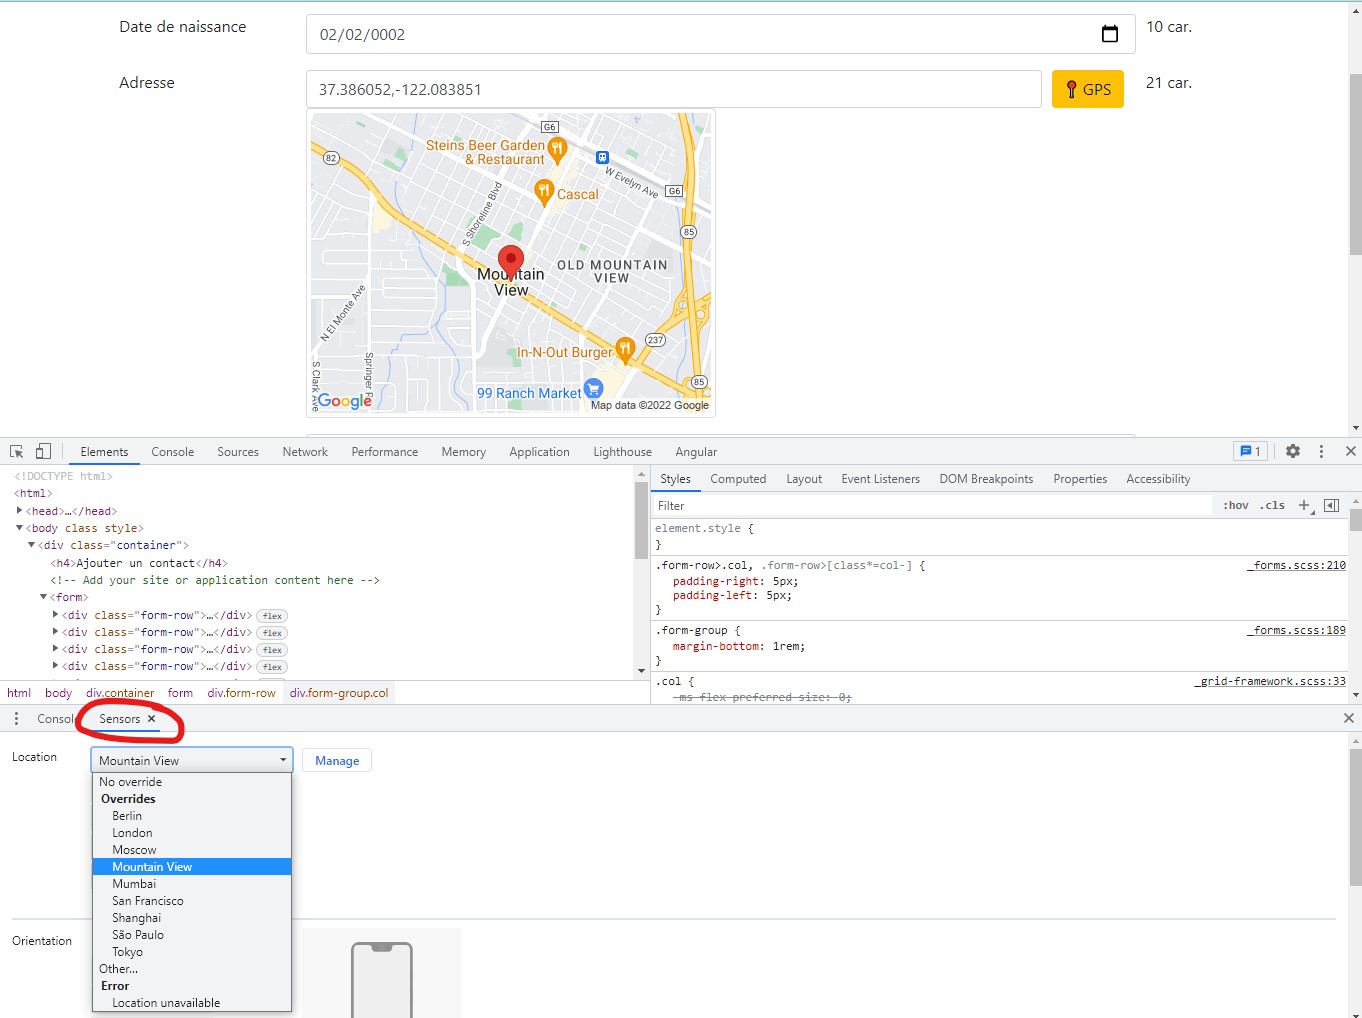 Date de naissance
02/02/0002
10 car.
Adresse
37.386052,-122.083851
GPS
21 car.
G6
Steins Beer Garden
& Restaurant
82
W Evelyn Ave
G6
Cascal
S Shoreline Blvd
85
OLD MOUNTAIN
VIEW
Mountain
View
N El Monte Ave
237
In-N-Out Burger
Springer R
S Clark Ave
85
99 Ranch Market
Google
Map data ©2022 Google
Elements Console Sources Network Performance Memory Application Lighthouse Angular
1
<!DOCTYPE html>
<html>
<head>…</head>
<body class style>
<div class="container">
<h4>Ajouter un contact</h4>
<!-- Add your site or application content here -->
<form>
<div class="form-row">…</div> flex
<div class="form-row">…</div> flex
<div class="form-row">…</div> flex
<div class="form-row">…</div> flex
html body div.container form div.form-row div.form-group.col
Styles Computed Layout Event Listeners DOM Breakpoints Properties Accessibility
Filter
:hov .cls +
element.style {
}
.form-row>.col, .form-row>[class*=col-] {
_forms.scss:210
padding-right: 5px;
padding-left: 5px;
}
.form-group {
_forms.scss:189
margin-bottom: 1rem;
}
.col {
_grid-framework.scss:33
-ms-flex-preferred-size: 0;
Consol
Sensors
Location
Mountain View
Manage
No override
Overrides
Berlin
London
Moscow
Mountain View
Mumbai
San Francisco
Shanghai
São Paulo
Tokyo
Other...
Error
Location unavailable
Orientation